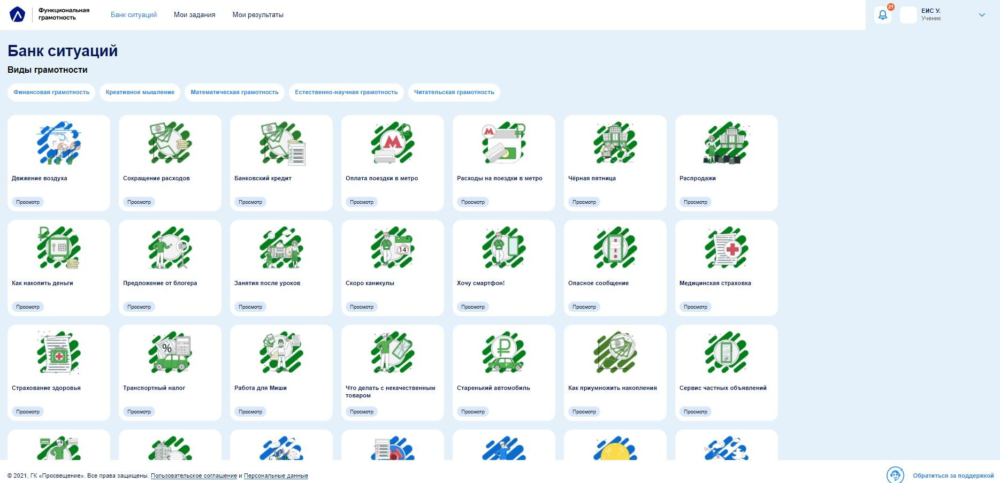 Функциональная
грамотность
Банк ситуаций
Мои задания
Мои результаты
21
ЕИС У.
Ученик
Банк ситуаций
Виды грамотности
Финансовая грамотность
Креативное мышление
Математическая грамотность
Естественно-научная грамотность
Читательская грамотность
Движение воздуха
Просмотр
Сокращение расходов
Просмотр
Банковский кредит
Просмотр
Оплата поездки в метро
Просмотр
Расходы на поездки в метро
Просмотр
Чёрная пятница
Просмотр
Распродажи
Просмотр
Как накопить деньги
Просмотр
Предложение от блогера
Просмотр
Занятия после уроков
Просмотр
14
Скоро каникулы
Просмотр
Хочу смартфон!
Просмотр
Опасное сообщение
Просмотр
Медицинская страховка
Просмотр
Страхование здоровья
Просмотр
%
Транспортный налог
Просмотр
Работа для Миши
Просмотр
Что делать с некачественным
товаром
Просмотр
Старенький автомобиль
Просмотр
Как приумножить накопления
Просмотр
Сервис частных объявлений
Просмотр
© 2021, ГК «Просвещение». Все права защищены. Пользовательское соглашение и Персональные данные
Обратиться за поддержкой